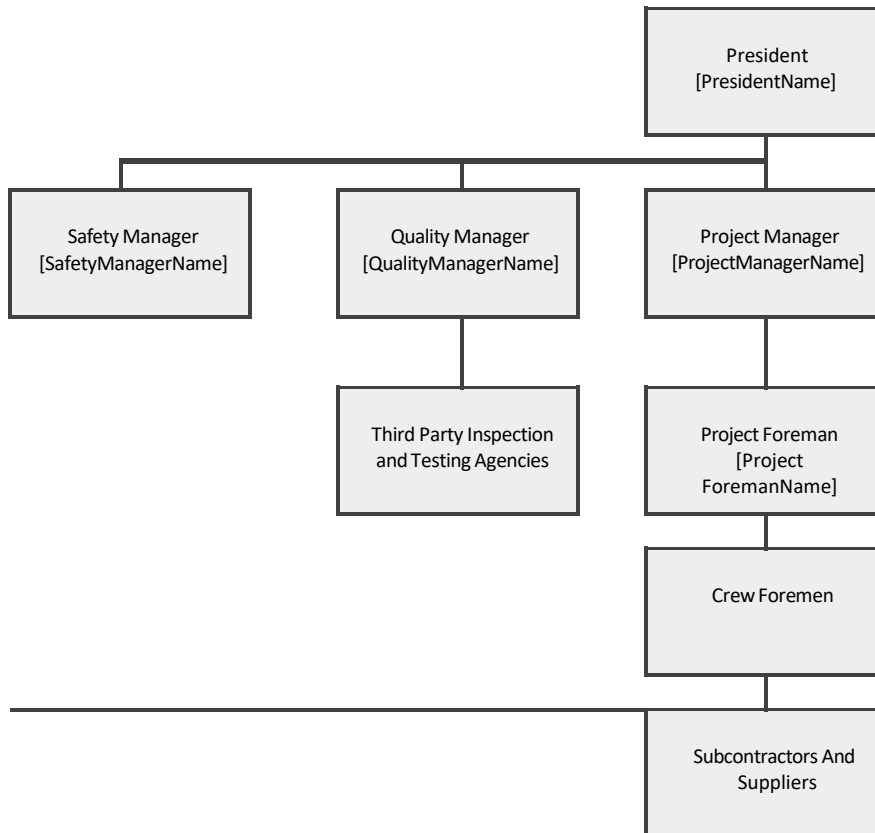 President
[PresidentName]
Safety Manager
[SafetyManagerName]
Quality Manager
[QualityManagerName]
Project Manager
[ProjectManagerName]
Third Party Inspection
and Testing Agencies
Project Foreman
[Project
ForemanName]
Crew Foremen
Subcontractors And
Suppliers